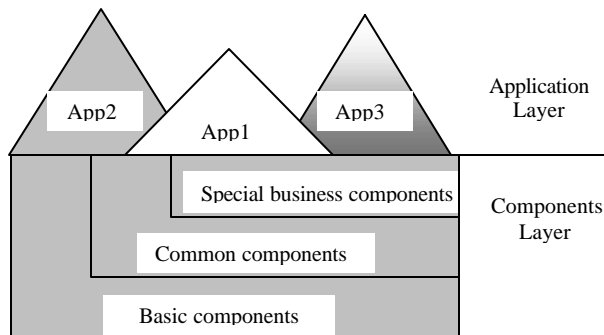 App2
App1
App3
Application
Layer
Special business components
Components
Layer
Common components
Basic components